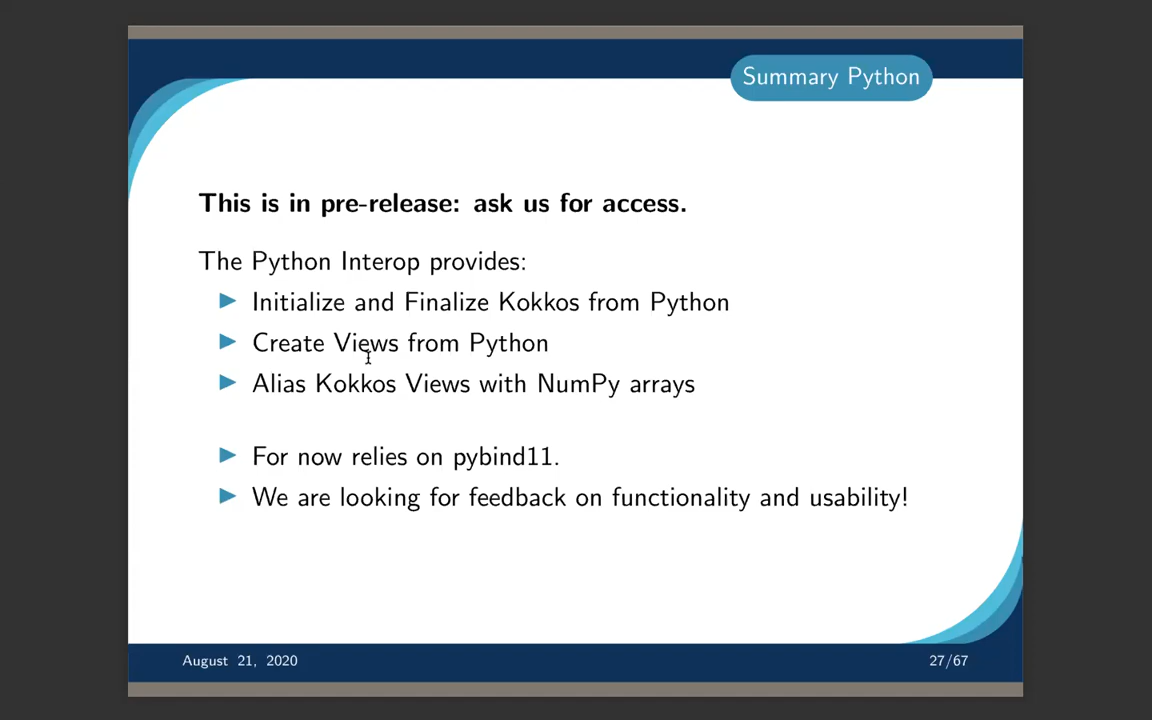 Summary Python
This is in pre-release: ask us for access.
The Python Interop provides:
Initialize and Finalize Kokkos from Python
Create Views from Python
Alias Kokkos Views with NumPy arrays
For now relies on pybind11.
We are looking for feedback on functionality and usability!
August 21, 2020
27/67